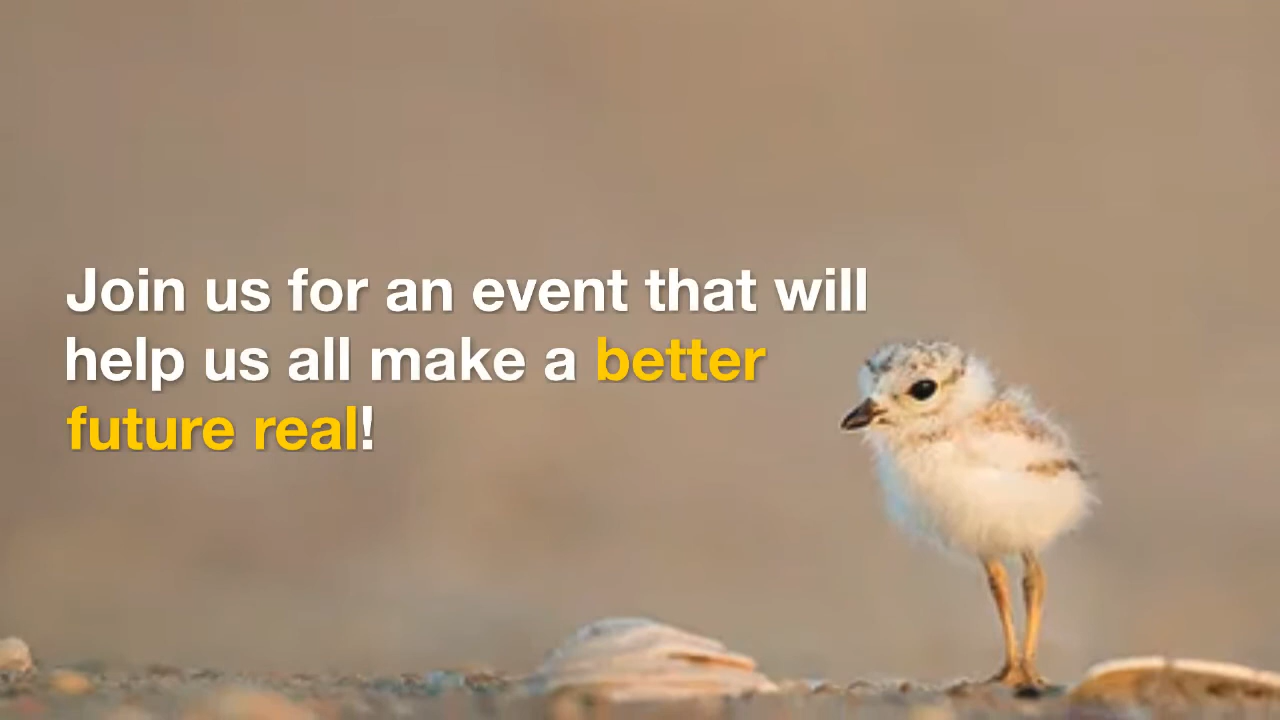 Join us for an event that will
help us all make a better
future real!